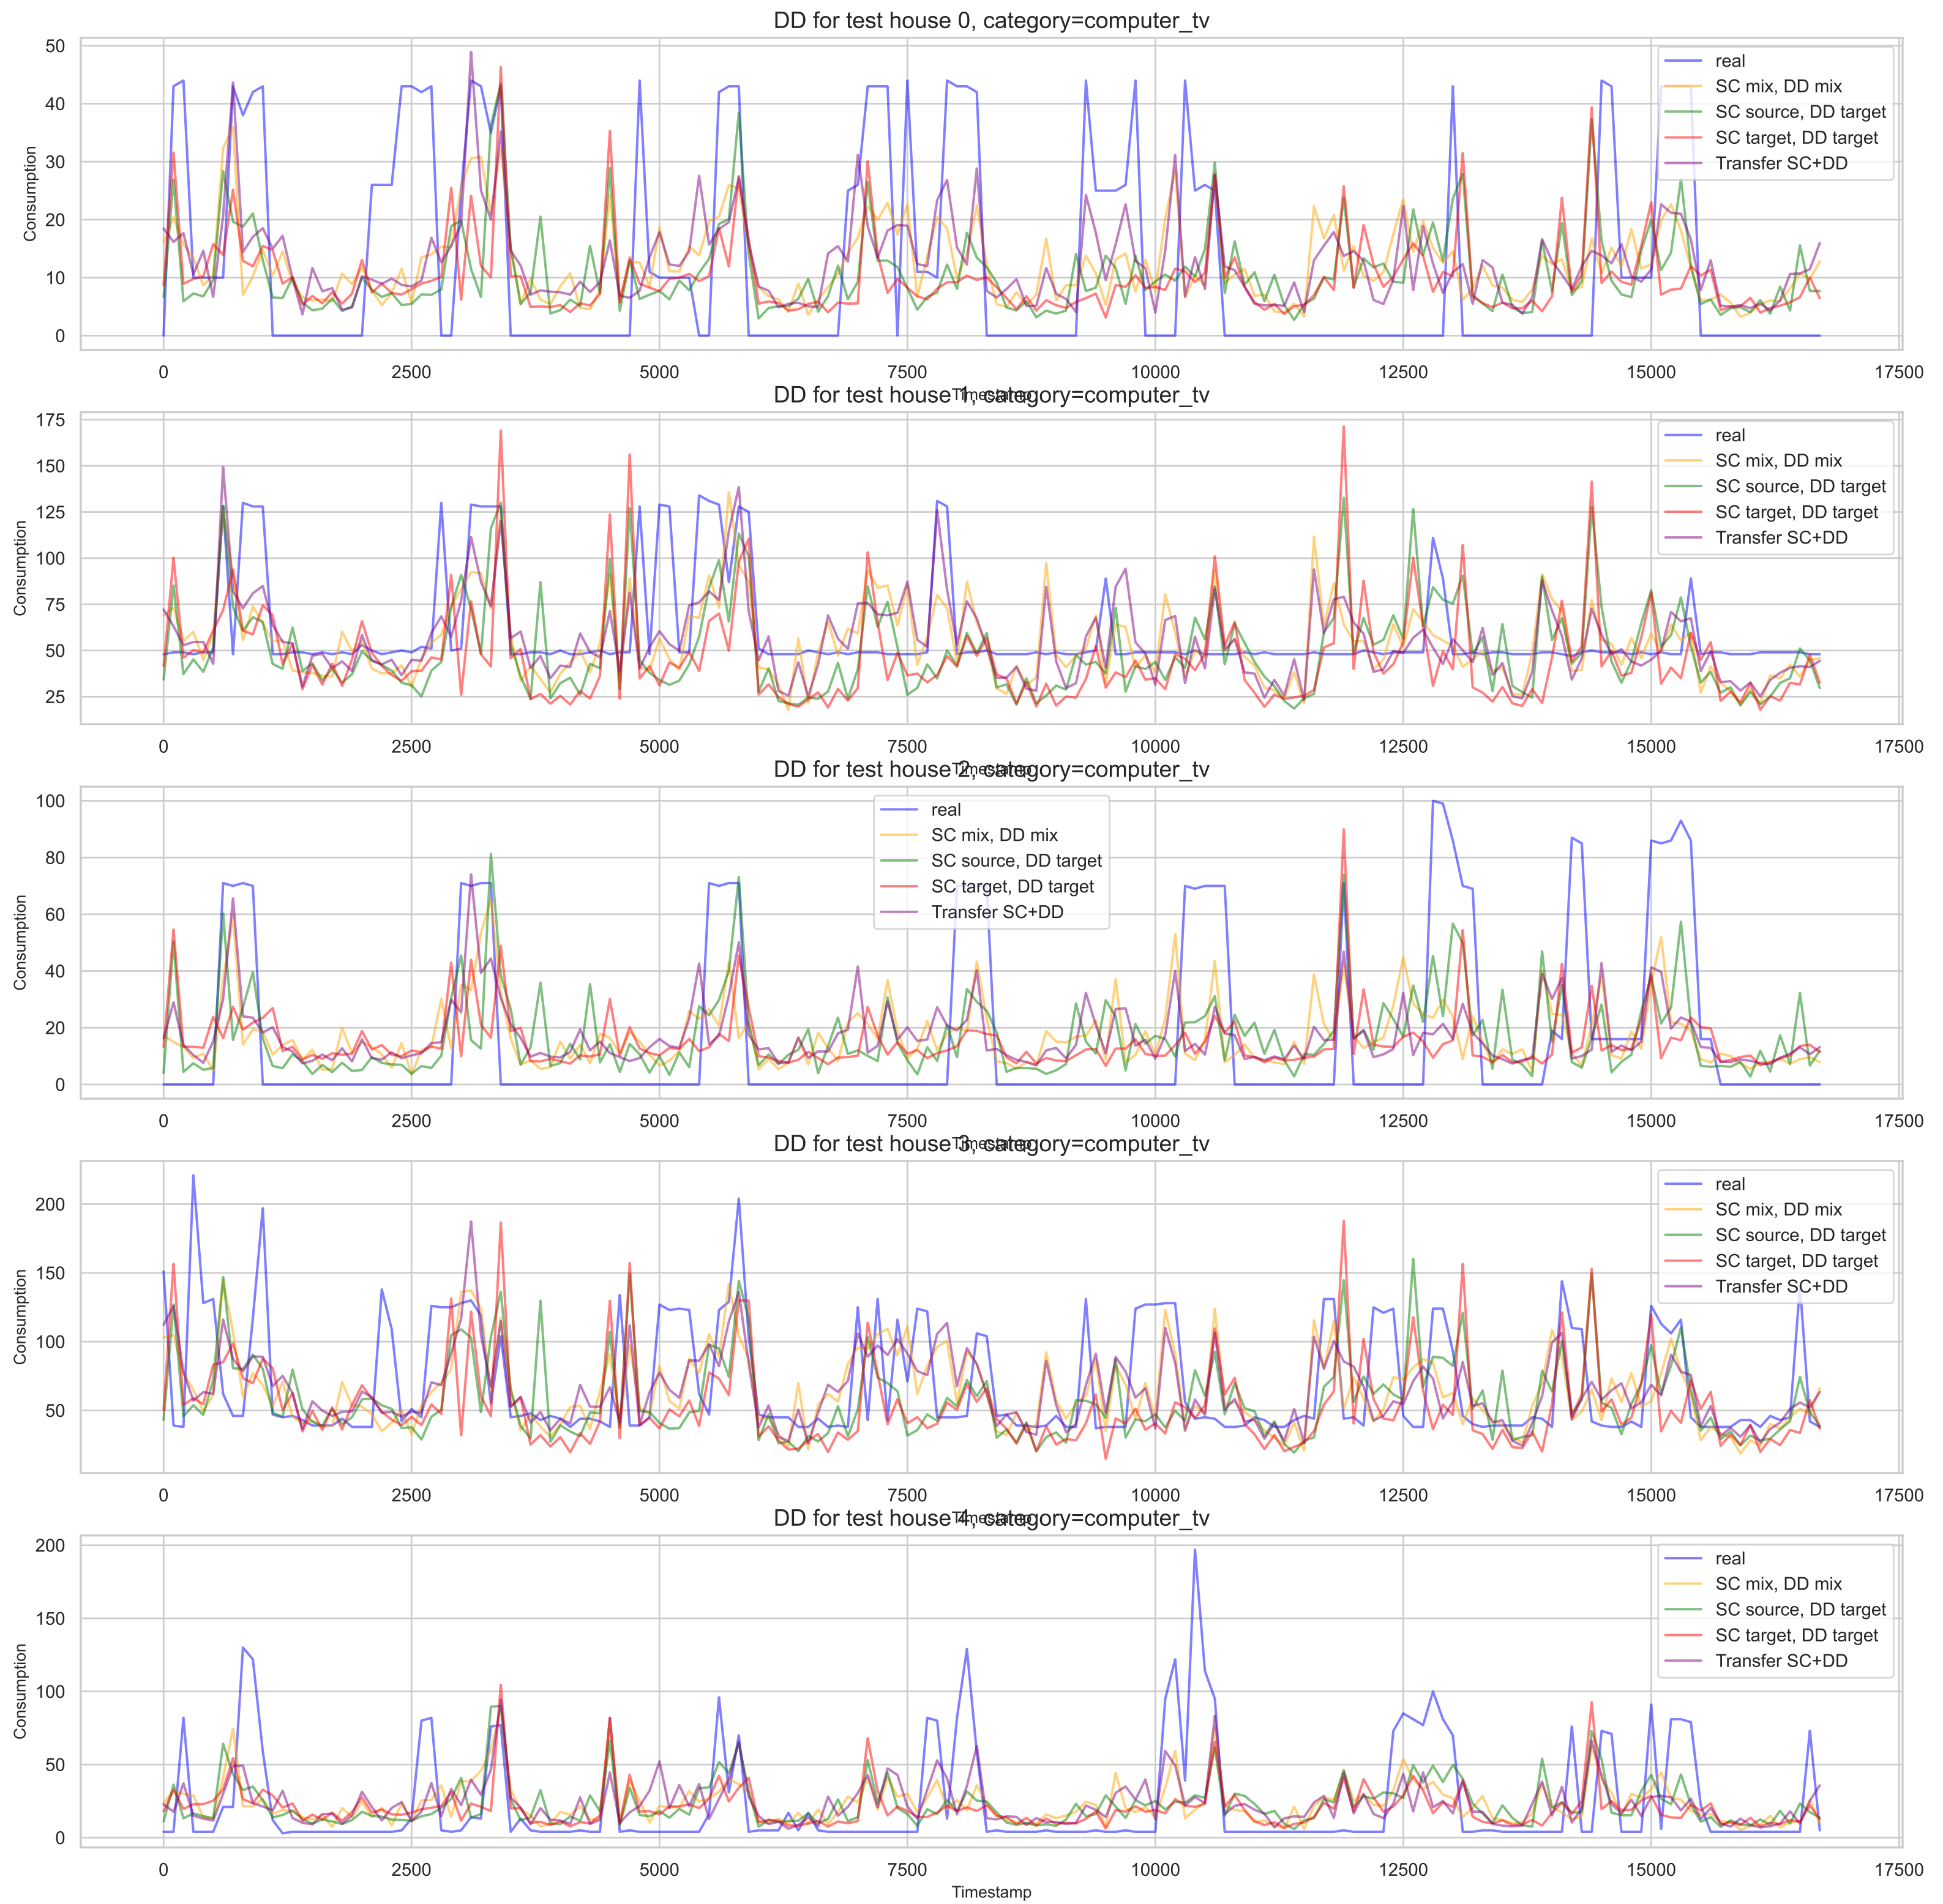 DD for test house 0, category=computer_tv
50
40
30
20
10
0
Consumption
real
SC mix, DD mix
SC source, DD target
SC target, DD target
Transfer SC+DD
0 2500 5000 7500 10000 12500 15000 17500
Timestamp
DD for test house 1, category=computer_tv
175
150
125
100
75
50
25
Consumption
real
SC mix, DD mix
SC source, DD target
SC target, DD target
Transfer SC+DD
0 2500 5000 7500 10000 12500 15000 17500
Timestamp
DD for test house 2, category=computer_tv
100
80
60
40
20
0
Consumption
real
SC mix, DD mix
SC source, DD target
SC target, DD target
Transfer SC+DD
0 2500 5000 7500 10000 12500 15000 17500
Timestamp
DD for test house 3, category=computer_tv
200
150
100
50
Consumption
real
SC mix, DD mix
SC source, DD target
SC target, DD target
Transfer SC+DD
0 2500 5000 7500 10000 12500 15000 17500
Timestamp
DD for test house 4, category=computer_tv
200
150
100
50
0
Consumption
real
SC mix, DD mix
SC source, DD target
SC target, DD target
Transfer SC+DD
0 2500 5000 7500 10000 12500 15000 17500
Timestamp